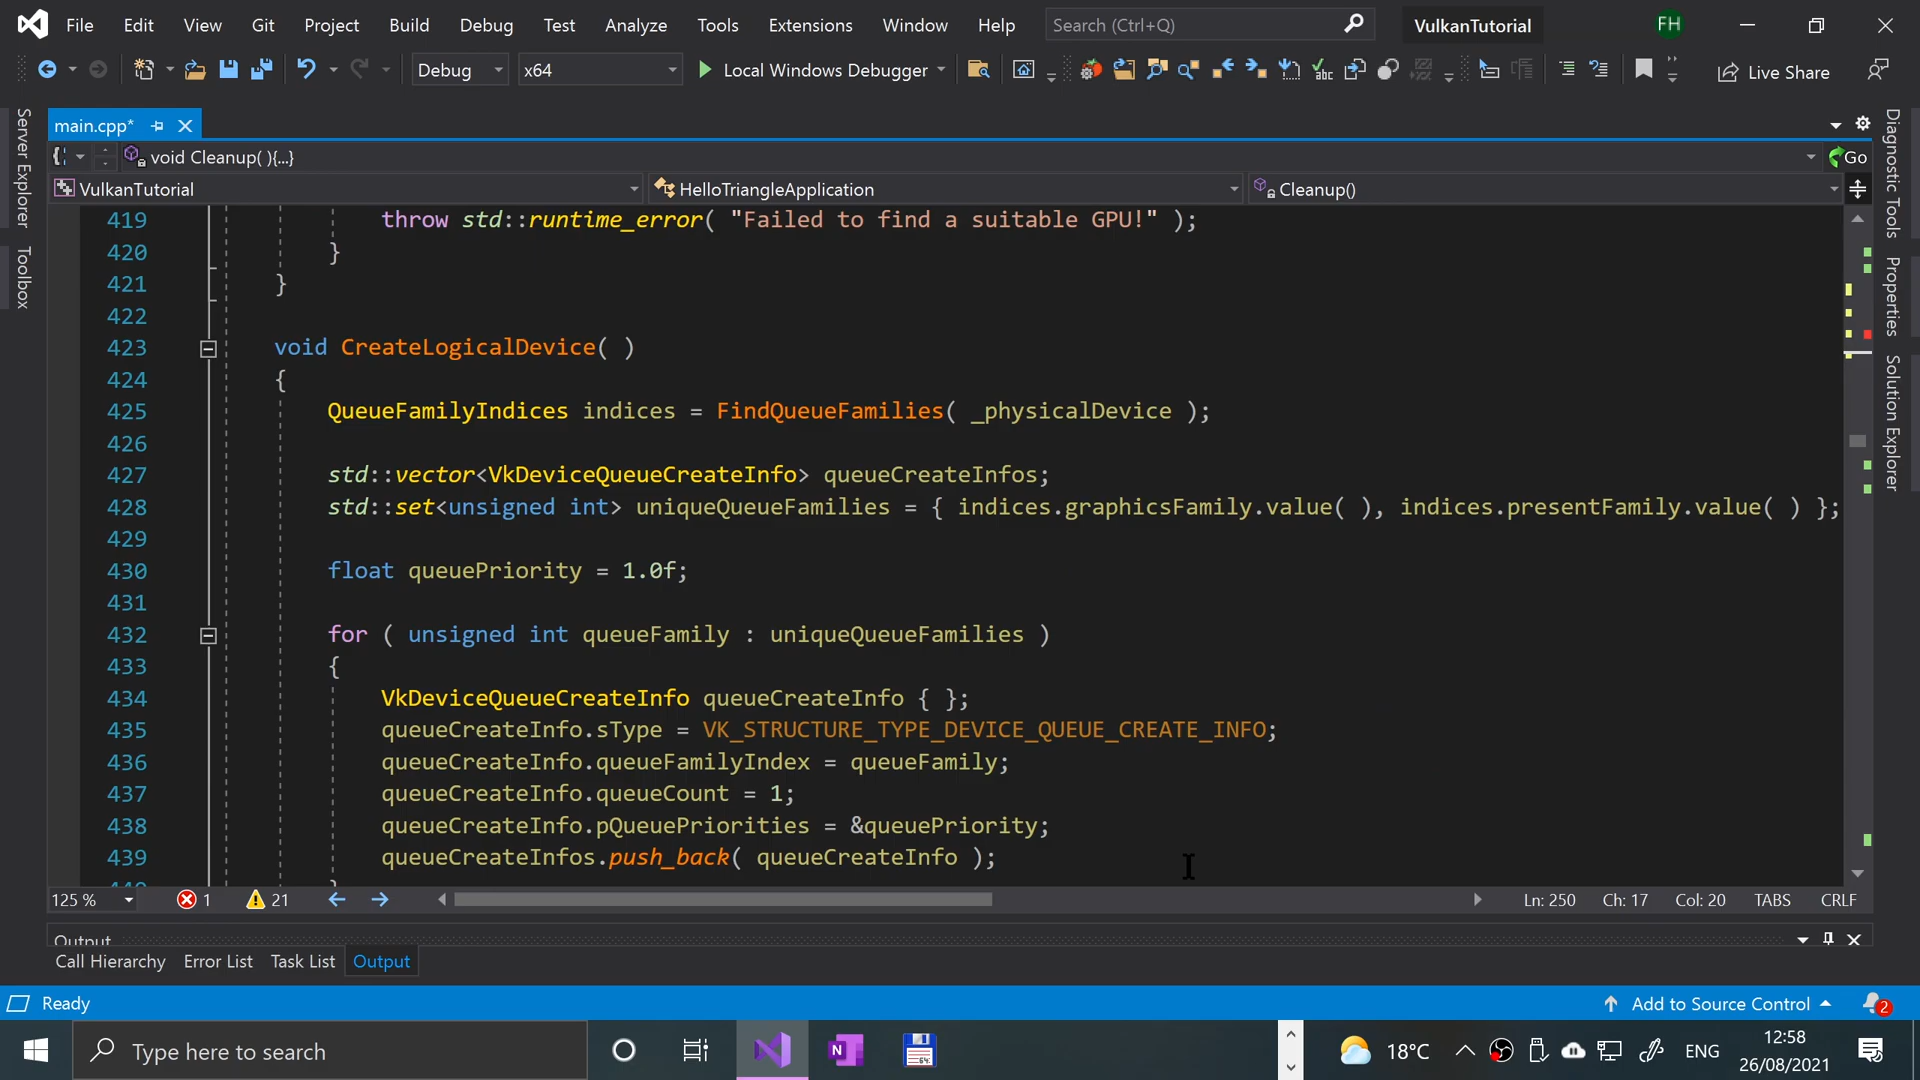 File Edit View Git Project Build Debug Test Analyze Tools Extensions Window Help Search (Ctrl+Q) VulkanTutorial FH
Debug x64 Local Windows Debugger Live Share
Server Explorer
Toolbox
main.cpp*
void Cleanup( ){...} Go
VulkanTutorial HelloTriangleApplication Cleanup()
419 throw std::runtime_error( "Failed to find a suitable GPU!" );
420 }
421 }
422
423 void CreateLogicalDevice( )
424 {
425 QueueFamilyIndices indices = FindQueueFamilies( _physicalDevice );
426
427 std::vector<VkDeviceQueueCreateInfo> queueCreateInfos;
428 std::set<unsigned int> uniqueQueueFamilies = { indices.graphicsFamily.value( ), indices.presentFamily.value( ) };
429
430 float queuePriority = 1.0f;
431
432 for ( unsigned int queueFamily : uniqueQueueFamilies )
433 {
434 VkDeviceQueueCreateInfo queueCreateInfo { };
435 queueCreateInfo.sType = VK_STRUCTURE_TYPE_DEVICE_QUEUE_CREATE_INFO;
436 queueCreateInfo.queueFamilyIndex = queueFamily;
437 queueCreateInfo.queueCount = 1;
438 queueCreateInfo.pQueuePriorities = &queuePriority;
439 queueCreateInfos.push_back( queueCreateInfo );
Diagnostic Tools
Properties
Solution Explorer
125 % 1 21 Ln: 250 Ch: 17 Col: 20 TABS CRLF
Output
Call Hierarchy Error List Task List Output
Ready Add to Source Control 2
Type here to search 18°C ENG 12:58
26/08/2021